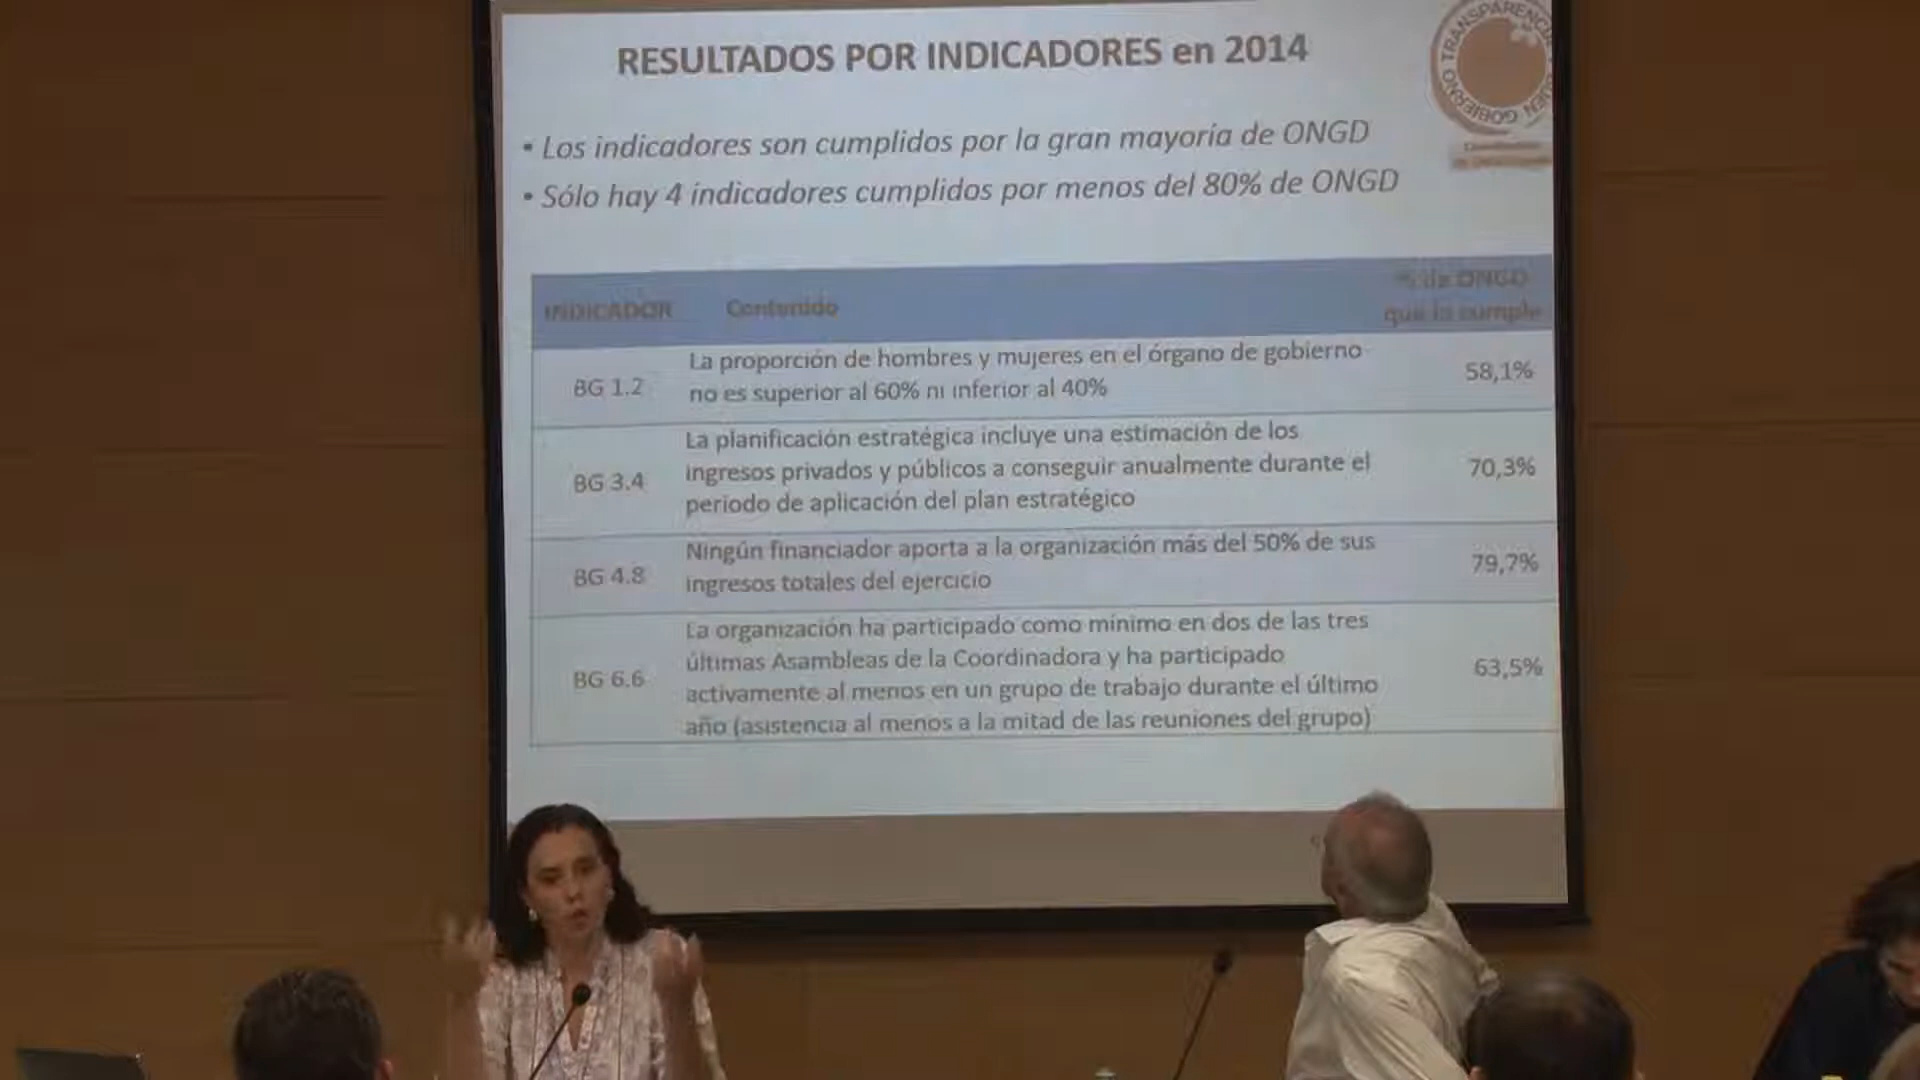 RESULTADOS POR INDICADORES en 2014
TRANSPARENCIA
BUEN GOBIERNO
• Los indicadores son cumplidos por la gran mayoría de ONGD
• Sólo hay 4 indicadores cumplidos por menos del 80% de ONGD
INDICADOR Contenido % de ONGD
que lo cumple
La proporción de hombres y mujeres en el órgano de gobierno
BG 1.2 58,1%
no es superior al 60% ni inferior al 40%
La planificación estratégica incluye una estimación de los
BG 3.4 ingresos privados y públicos a conseguir anualmente durante el 70,3%
periodo de aplicación del plan estratégico
Ningún financiador aporta a la organización más del 50% de sus
BG 4.8 79,7%
ingresos totales del ejercicio
La organización ha participado como mínimo en dos de las tres
últimas Asambleas de la Coordinadora y ha participado
BG 6.6 63,5%
activamente al menos en un grupo de trabajo durante el último
año (asistencia al menos a la mitad de las reuniones del grupo)